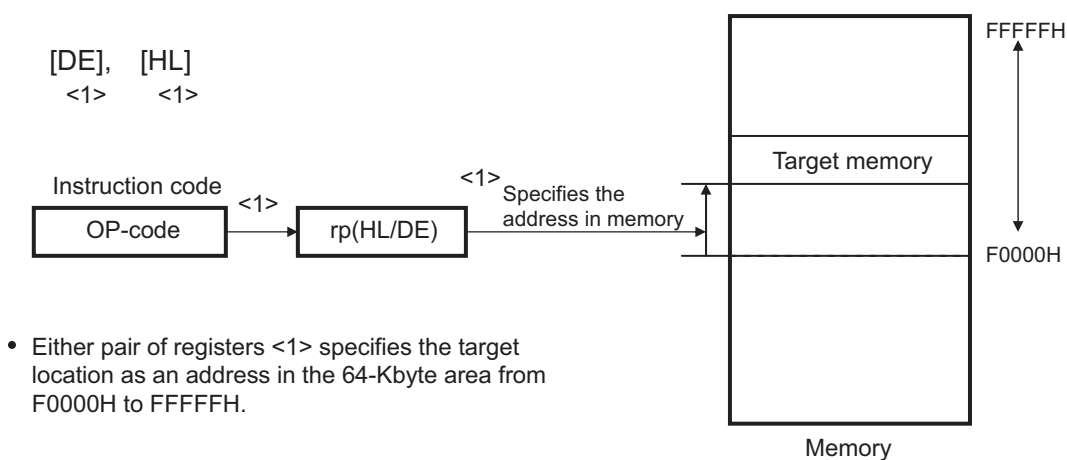 FFFFFH
[DE], [HL]
<1> <1>
Target memory
Instruction code
<1>
<1>
Specifies the
address in memory
OP-code
rp(HL/DE)
F0000H
• Either pair of registers <1> specifies the target
location as an address in the 64-Kbyte area from
F0000H to FFFFFH.
Memory